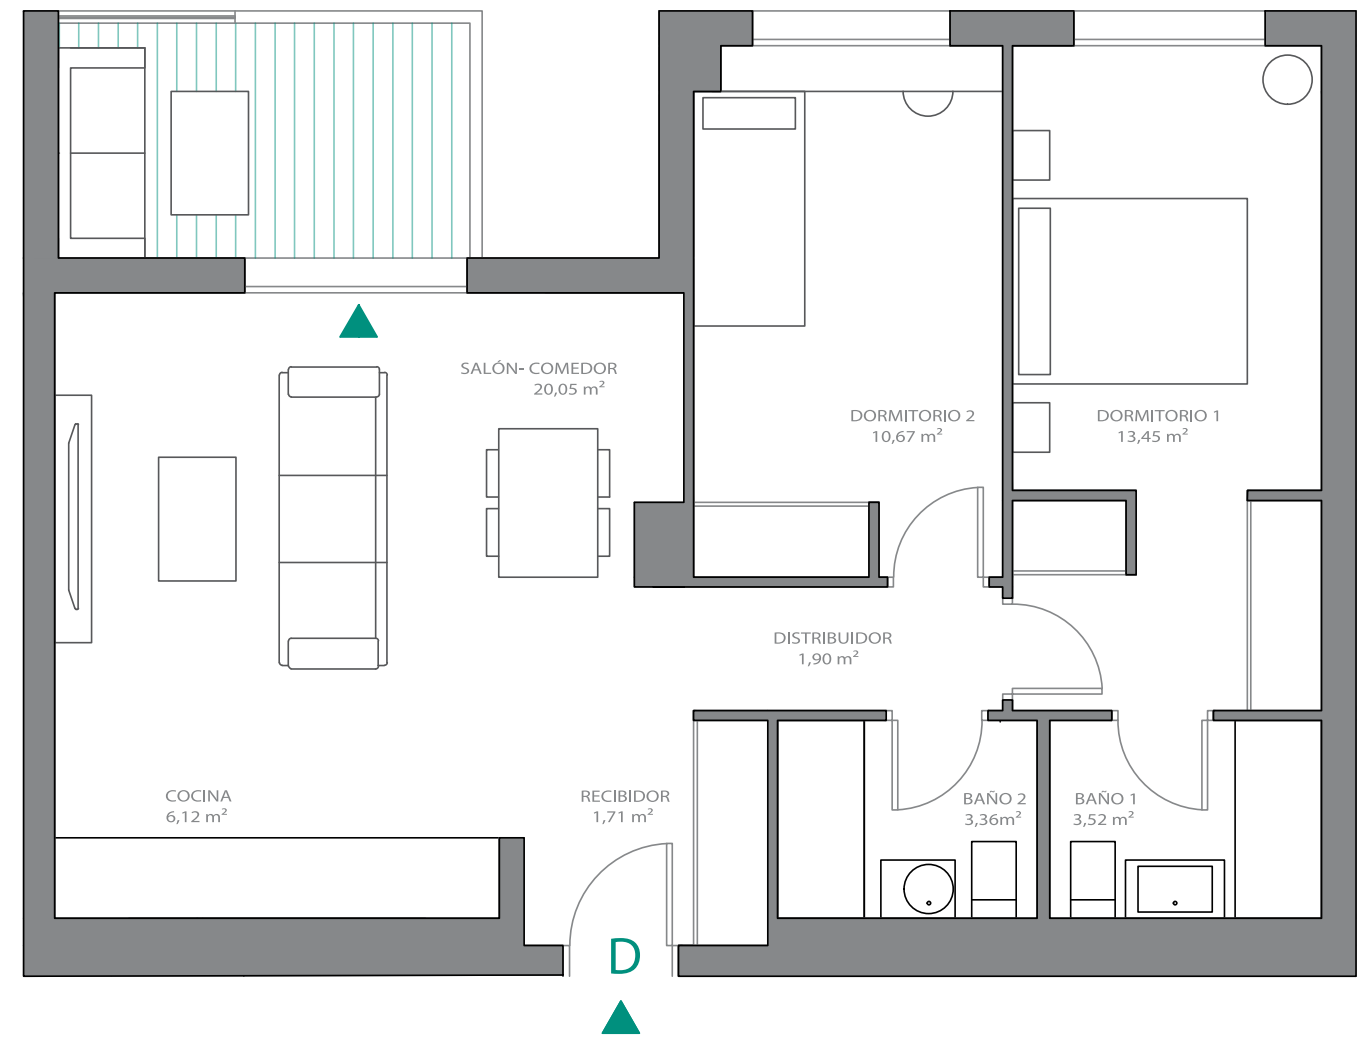 SALÓN- COMEDOR
20,05 m²
DORMITORIO 2
10,67 m²
DORMITORIO 1
13,45 m²
DISTRIBUIDOR
1,90 m²
COCINA
6,12 m²
RECIBIDOR
1,71 m²
BAÑO 2
3,36m²
BAÑO 1
3,52 m²
D